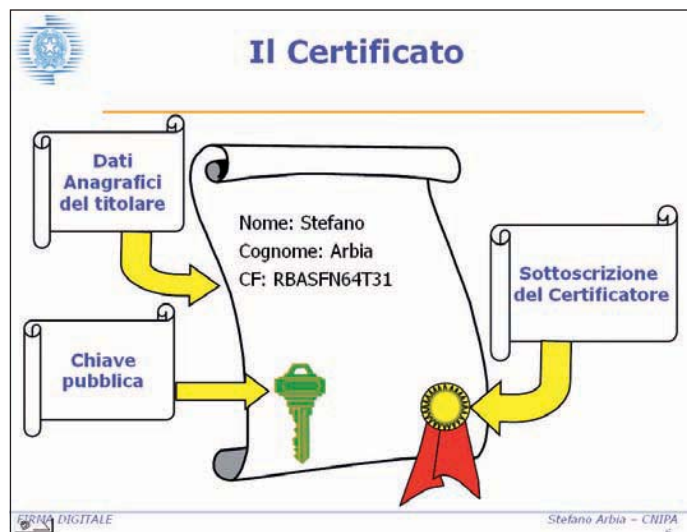 Il Certificato
Dati
Anagrafici
del titolare
Nome: Stefano
Cognome: Arbia
CF: RBASFN64T31
Sottoscrizione
del Certificatore
Chiave
pubblica
FIRMA DIGITALE
Stefano Arbia – CNIPA